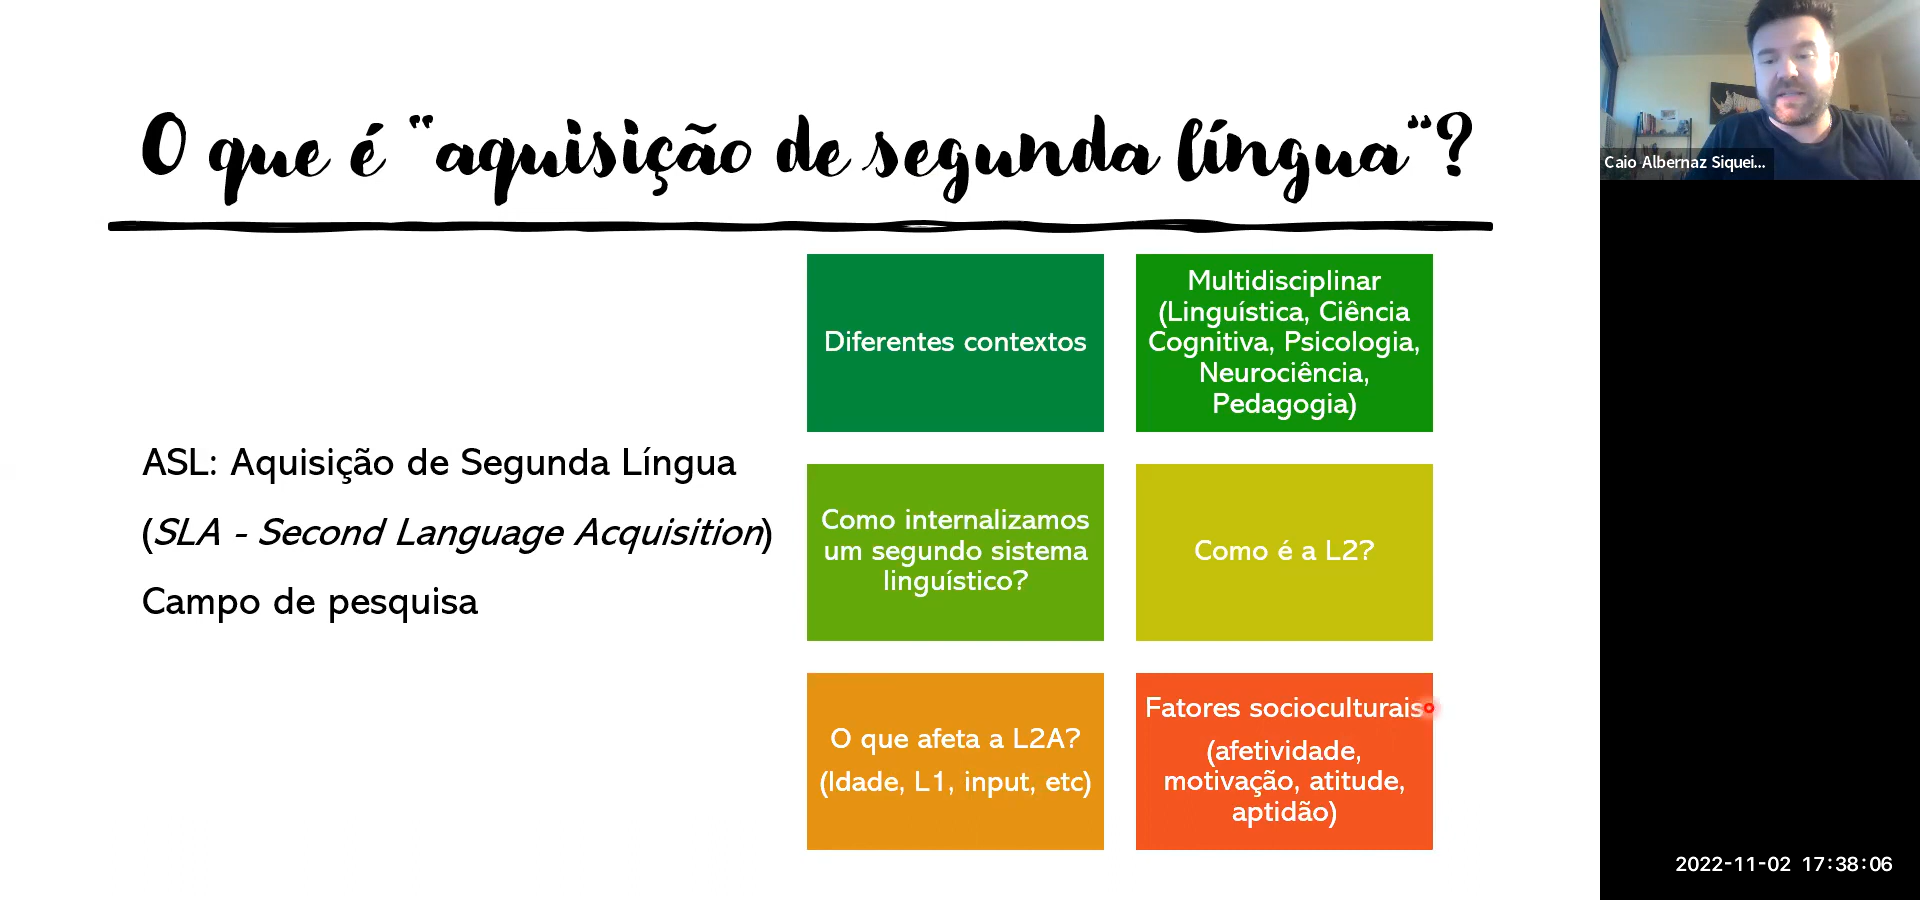 O que é "aquisição de segunda língua"?
ASL: Aquisição de Segunda Língua
(SLA - Second Language Acquisition)
Campo de pesquisa
Diferentes contextos
Multidisciplinar
(Linguística, Ciência
Cognitiva, Psicologia,
Neurociência,
Pedagogia)
Como internalizamos
um segundo sistema
linguístico?
Como é a L2?
O que afeta a L2A?
(Idade, L1, input, etc)
Fatores socioculturais
(afetividade,
motivação, atitude,
aptidão)
Caio Albernaz Siquei...
2022-11-02 17:38:06